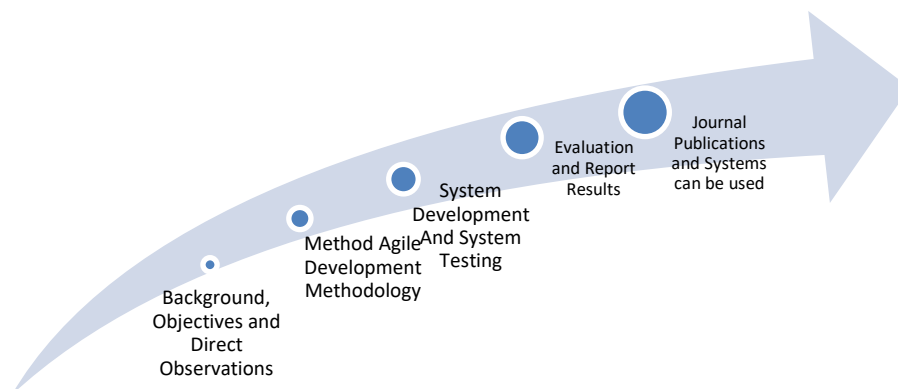 Background,
Objectives and
Direct
Observations
Method Agile
Development
Methodology
System
Development
And System
Testing
Evaluation
and Report
Results
Journal
Publications
and Systems
can be used